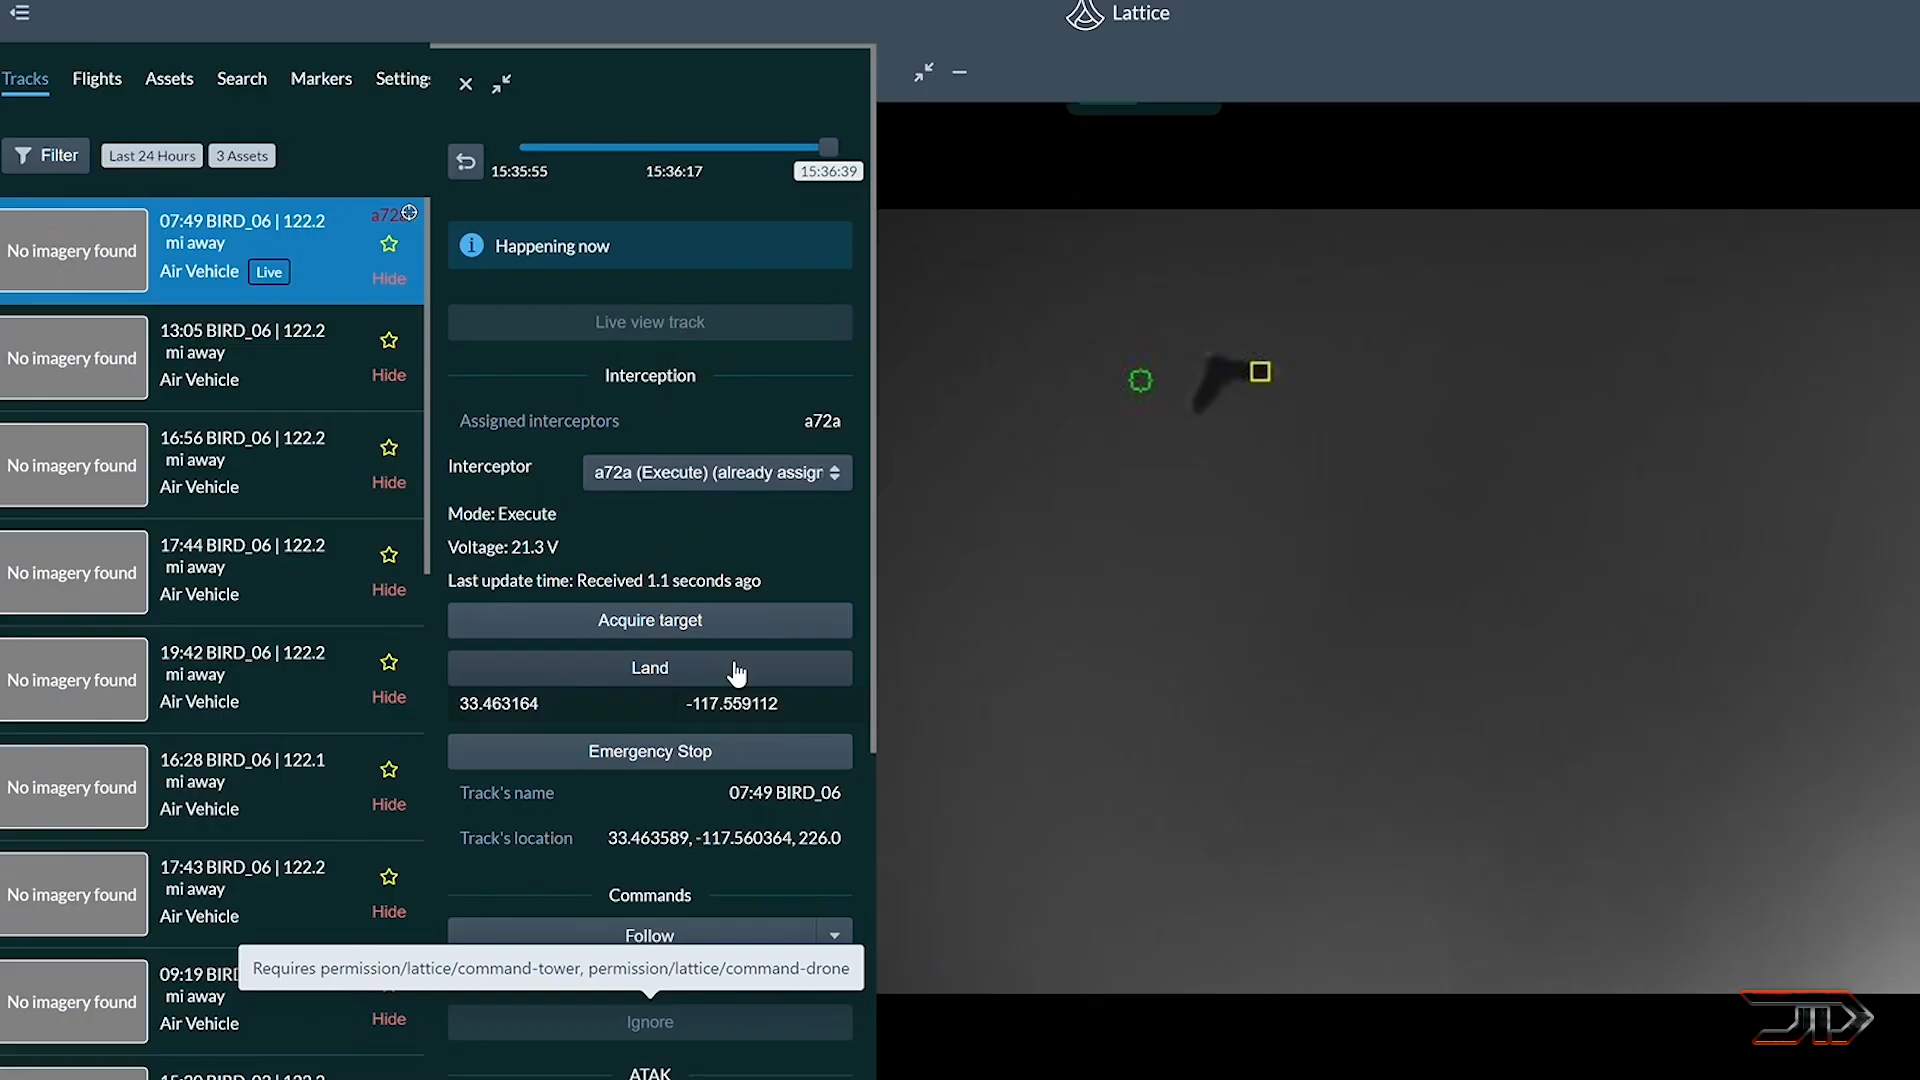 Lattice
Tracks Flights Assets Search Markers Setting
Filter Last 24 Hours 3 Assets
No imagery found
07:49 BIRD_06 | 122.2
mi away
Air Vehicle Live
Hide
No imagery found
13:05 BIRD_06 | 122.2
mi away
Air Vehicle
Hide
No imagery found
16:56 BIRD_06 | 122.2
mi away
Air Vehicle
Hide
No imagery found
17:44 BIRD_06 | 122.2
mi away
Air Vehicle
Hide
No imagery found
19:42 BIRD_06 | 122.2
mi away
Air Vehicle
Hide
No imagery found
16:28 BIRD_06 | 122.1
mi away
Air Vehicle
Hide
No imagery found
17:43 BIRD_06 | 122.2
mi away
Air Vehicle
Hide
No imagery found
09:19
mi away
Air Vehicle
Hide
15:35:55 15:36:17 15:36:39
Happening now
Live view track
Interception
Assigned interceptors a72a
Interceptor a72a (Execute) (already assigr
Mode: Execute
Voltage: 21.3 V
Last update time: Received 1.1 seconds ago
Acquire target
Land
33.463164 -117.559112
Emergency Stop
Track's name 07:49 BIRD_06
Track's location 33.463589, -117.560364, 226.0
Commands
Follow
Requires permission/lattice/command-tower, permission/lattice/command-drone
Ignore
ATAK